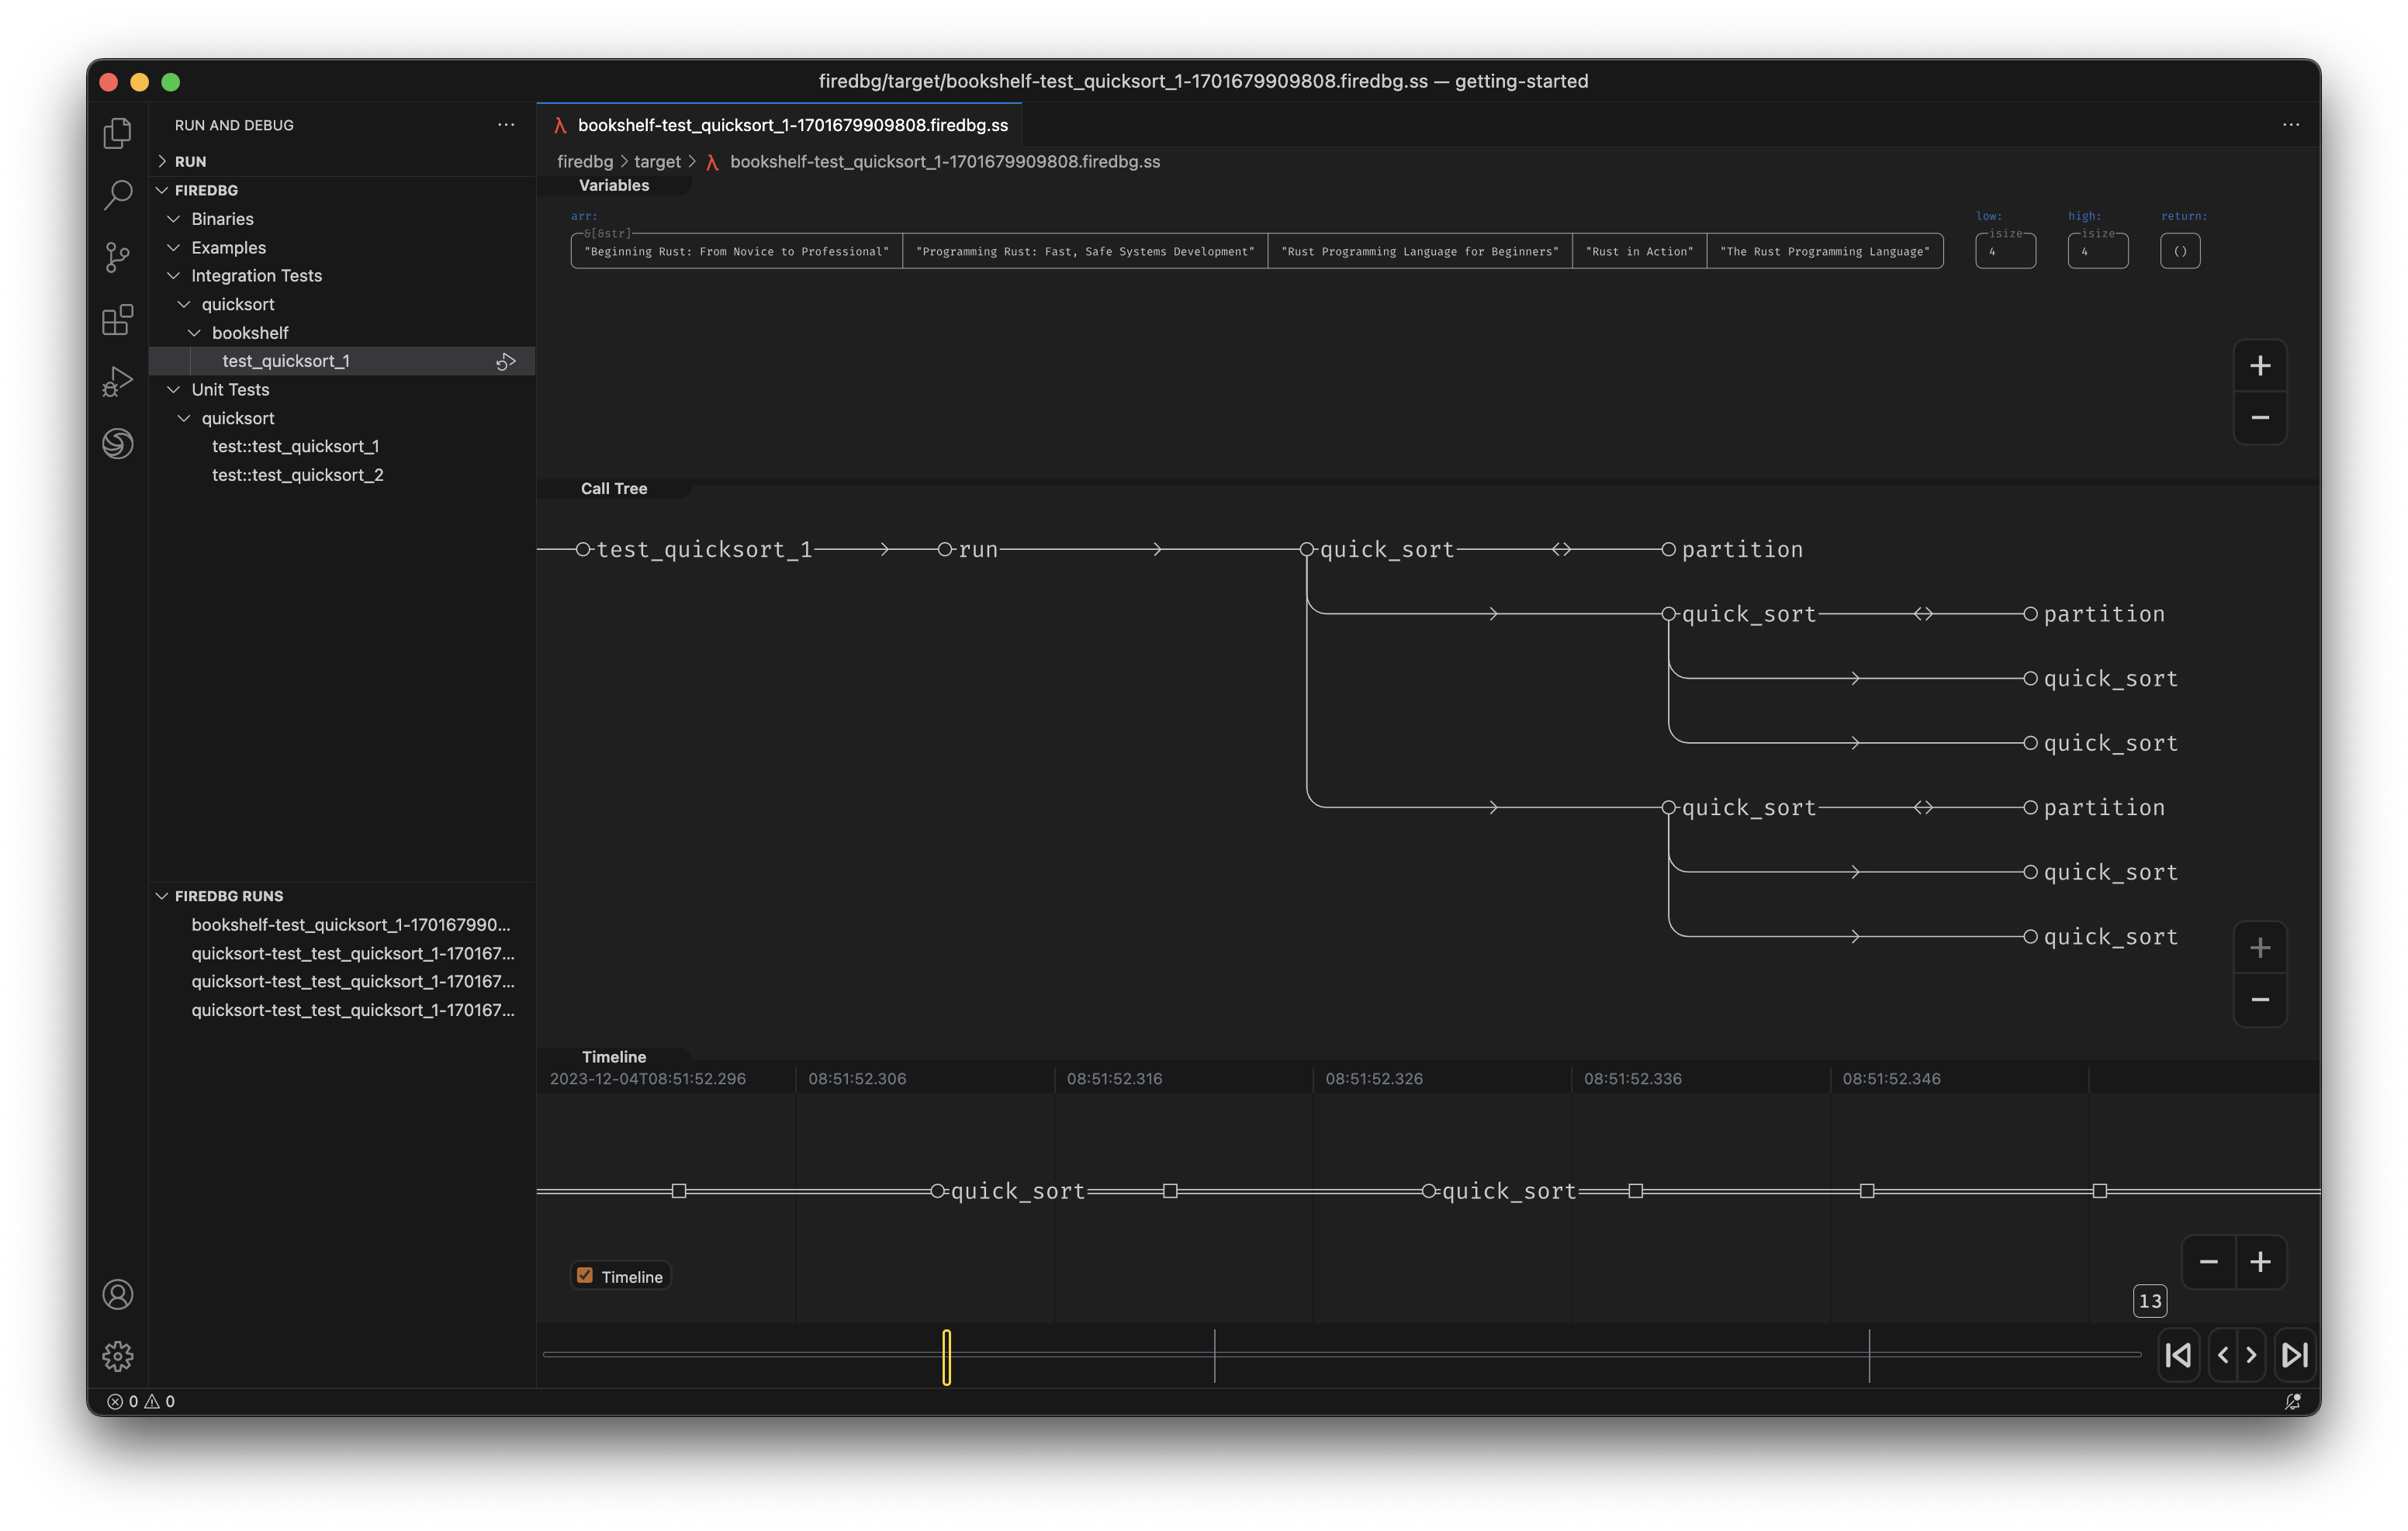 firedbg/target/bookshelf-test_quicksort_1-1701679909808.firedbg.ss — getting-started
RUN AND DEBUG
RUN
FIREDBG
Binaries
Examples
Integration Tests
quicksort
bookshelf
test_quicksort_1
Unit Tests
quicksort
test::test_quicksort_1
test::test_quicksort_2
FIREDBG RUNS
bookshelf-test_quicksort_1-170167990...
quicksort-test_test_quicksort_1-170167...
quicksort-test_test_quicksort_1-170167...
quicksort-test_test_quicksort_1-170167...
λ bookshelf-test_quicksort_1-1701679909808.firedbg.ss
firedbg > target > λ bookshelf-test_quicksort_1-1701679909808.firedbg.ss
Variables
arr: low: high: return:
&[&str] isize isize
"Beginning Rust: From Novice to Professional" "Programming Rust: Fast, Safe Systems Development" "Rust Programming Language for Beginners" "Rust in Action" "The Rust Programming Language" 4 4 ()
Call Tree
test_quicksort_1 run quick_sort partition
quick_sort partition
quick_sort
quick_sort
quick_sort partition
quick_sort
quick_sort
Timeline
2023-12-04T08:51:52.296 08:51:52.306 08:51:52.316 08:51:52.326 08:51:52.336 08:51:52.346
quick_sort quick_sort
Timeline
13
0 0